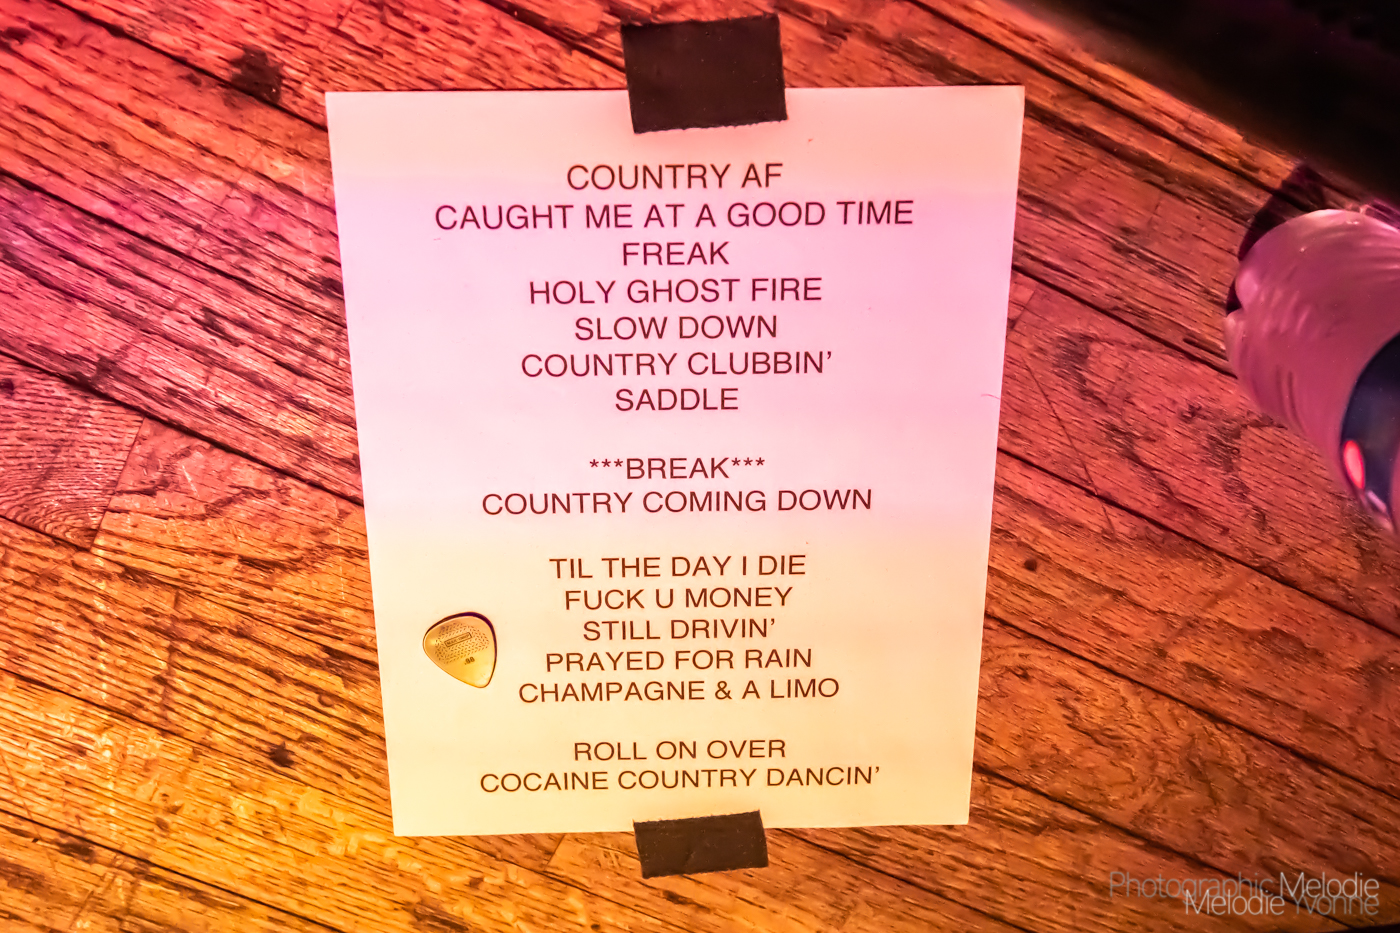 COUNTRY AF
CAUGHT ME AT A GOOD TIME
FREAK
HOLY GHOST FIRE
SLOW DOWN
COUNTRY CLUBBIN'
SADDLE
***BREAK***
COUNTRY COMING DOWN
TIL THE DAY I DIE
FUCK U MONEY
STILL DRIVIN'
PRAYED FOR RAIN
CHAMPAGNE & A LIMO
ROLL ON OVER
COCAINE COUNTRY DANCIN'
.88
Photographic Melodie
Melodie Yvonne